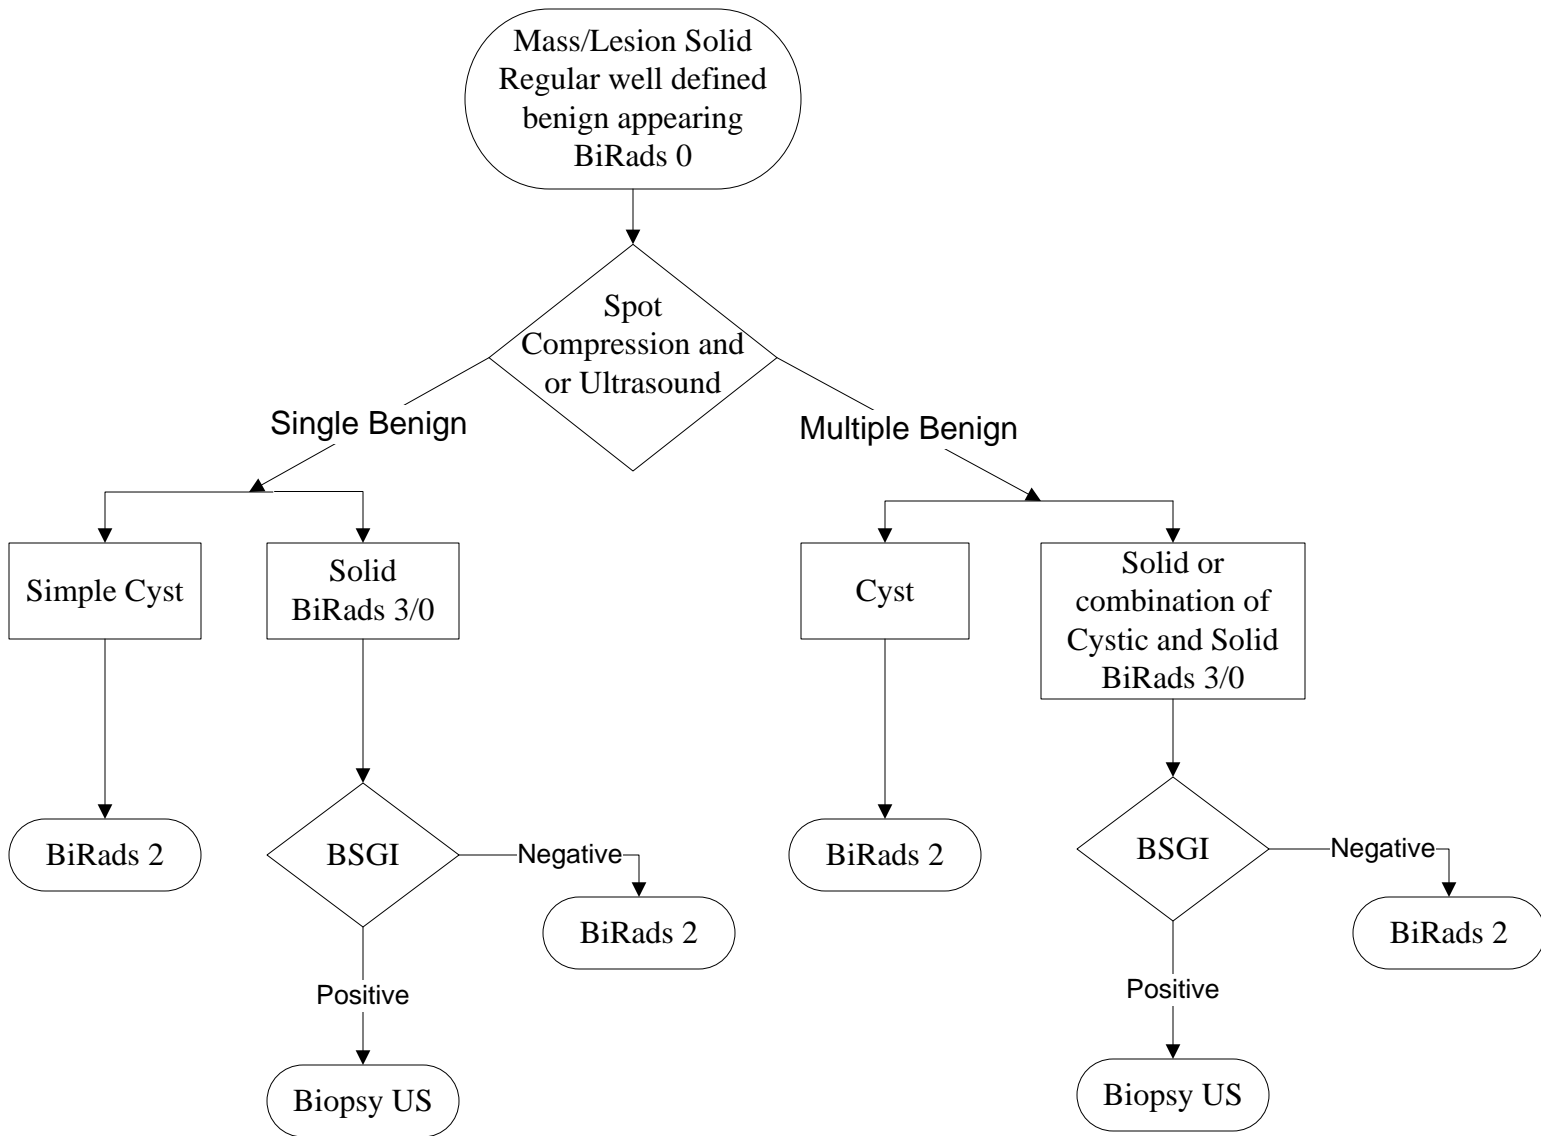 Mass/Lesion Solid
Regular well defined
benign appearing
BiRads 0
Spot
Compression and
or Ultrasound
Single Benign
Multiple Benign
Simple Cyst
Solid
BiRads 3/0
Cyst
Solid or
combination of
Cystic and Solid
BiRads 3/0
BiRads 2
BSGI
Negative
BiRads 2
BiRads 2
BSGI
Negative
BiRads 2
Positive
Positive
Biopsy US
Biopsy US